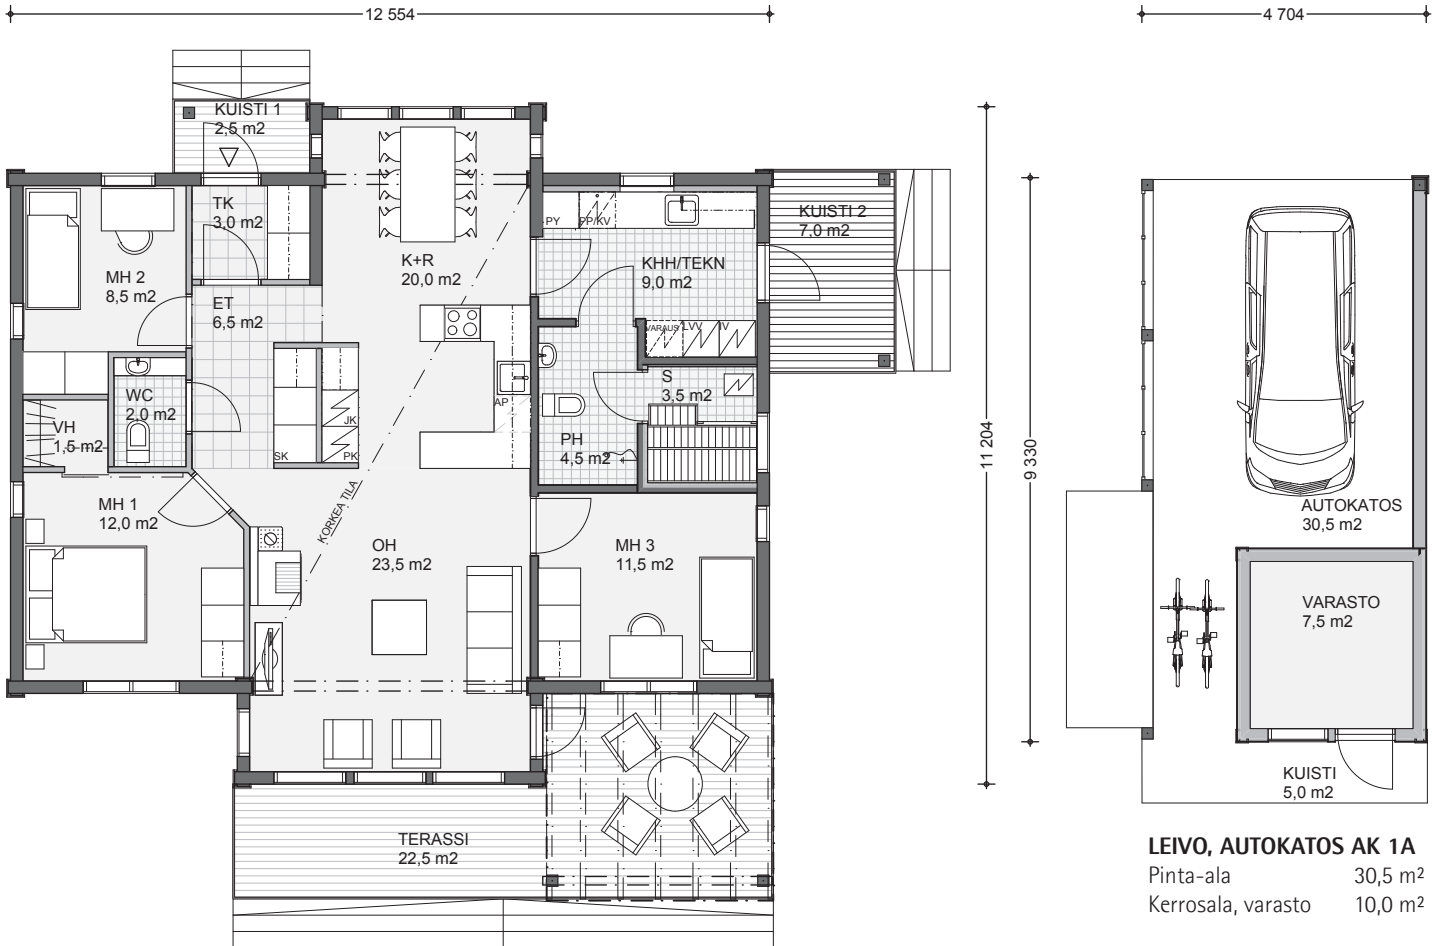 12 554
4 704
KUISTI 1
2,5 m2
TK
3,0 m2
PY
PP/KV
KUISTI 2
7,0 m2
MH 2
8,5 m2
K+R
20,0 m2
KHH/TEKN
9,0 m2
ET
6,5 m2
VARAUS
LVV
IV
WC
2,0 m2
S
3,5 m2
AP
VH
1,5 m2
JK
SK
PK
PH
4,5 m2
11 204
9 330
MH 1
12,0 m2
KORKEA TILA
OH
23,5 m2
MH 3
11,5 m2
AUTOKATOS
30,5 m2
VARASTO
7,5 m2
KUISTI
5,0 m2
TERASSI
22,5 m2
LEIVO, AUTOKATOS AK 1A
Pinta-ala 30,5 m²
Kerrosala, varasto 10,0 m²